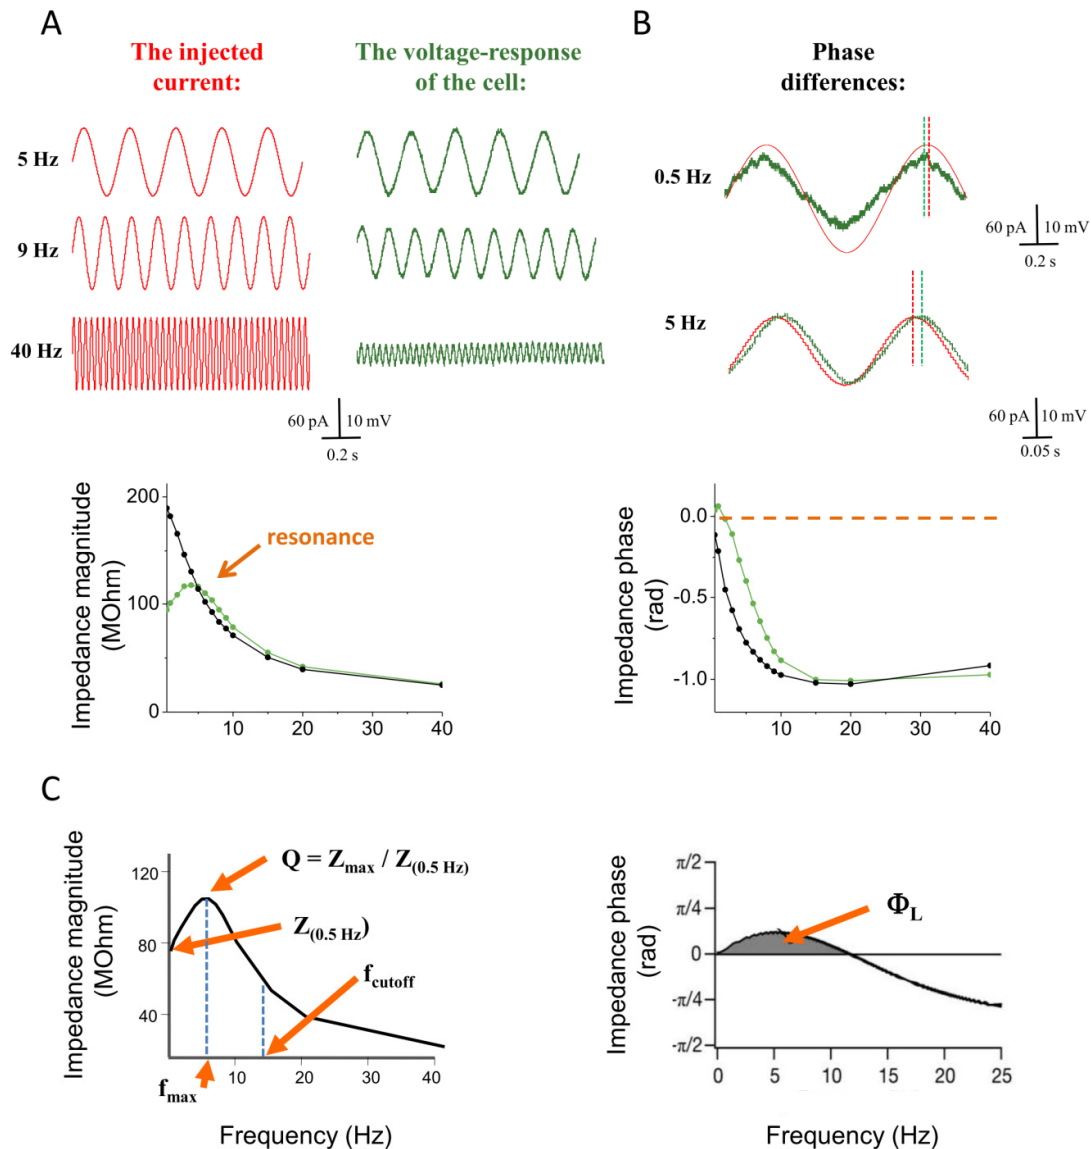 A
The injected
current:
The voltage-response
of the cell:
5 Hz
9 Hz
40 Hz
60 pA 10 mV
0.2 s
Impedance magnitude
(MOhm)
200
100
0
resonance
10 20 30 40
B
Phase
differences:
0.5 Hz
60 pA 10 mV
0.2 s
5 Hz
60 pA 10 mV
0.05 s
Impedance phase
(rad)
0.0
-0.5
-1.0
10 20 30 40
C
Impedance magnitude
(MOhm)
120
80
40
Q = Zmax / Z(0.5 Hz)
Z(0.5 Hz))
fcutoff
fmax
10 20 30 40
Frequency (Hz)
Impedance phase
(rad)
π/2
π/4
0
-π/4
-π/2
ΦL
0 5 10 15 20 25
Frequency (Hz)